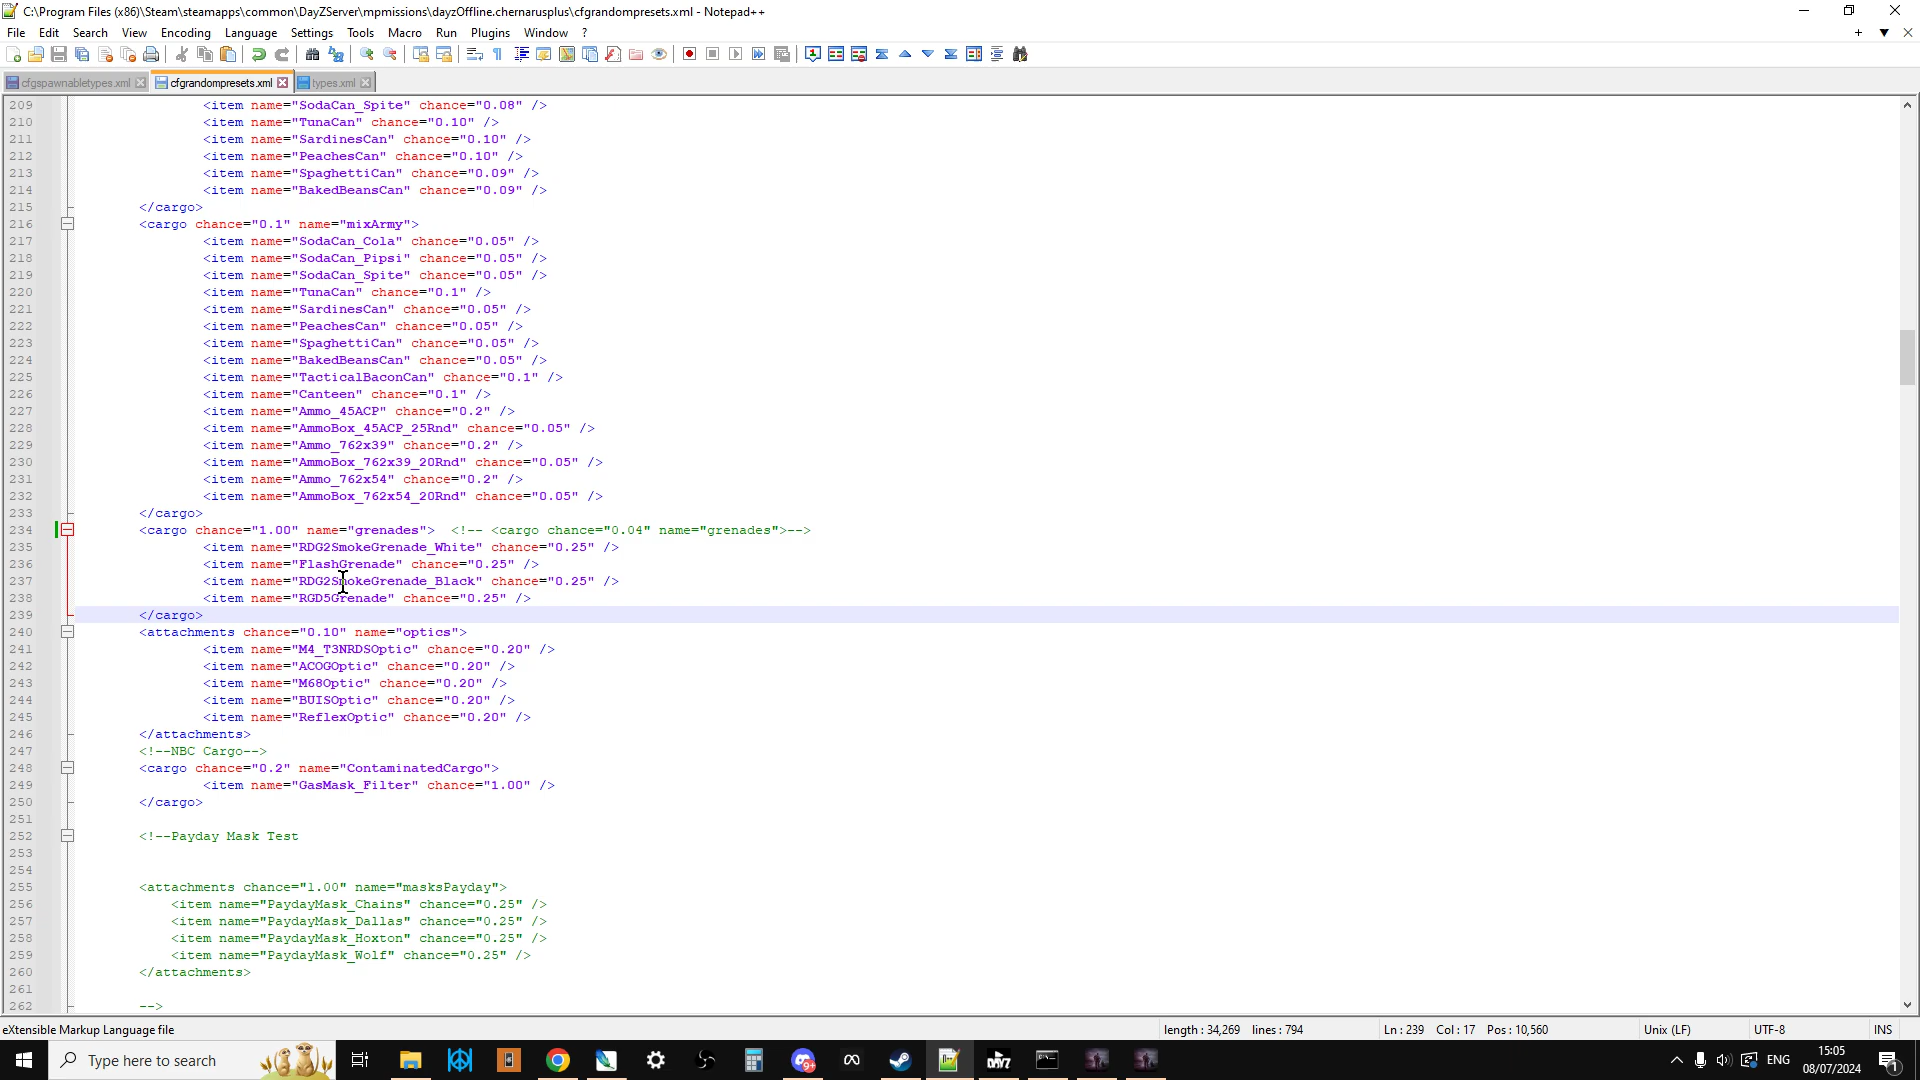 C:\Program Files (x86)\Steam\steamapps\common\DayZServer\mpmissions\dayzOffline.chernarusplus\cfgrandompresets.xml - Notepad++
File Edit Search View Encoding Language Settings Tools Macro Run Plugins Window ?
cfgspawnabletypes.xml cfgrandompresets.xml types.xml
209 <item name="SodaCan_Spite" chance="0.08" />
210 <item name="TunaCan" chance="0.10" />
211 <item name="SardinesCan" chance="0.10" />
212 <item name="PeachesCan" chance="0.10" />
213 <item name="SpaghettiCan" chance="0.09" />
214 <item name="BakedBeansCan" chance="0.09" />
215 </cargo>
216 <cargo chance="0.1" name="mixArmy">
217 <item name="SodaCan_Cola" chance="0.05" />
218 <item name="SodaCan_Pipsi" chance="0.05" />
219 <item name="SodaCan_Spite" chance="0.05" />
220 <item name="TunaCan" chance="0.1" />
221 <item name="SardinesCan" chance="0.05" />
222 <item name="PeachesCan" chance="0.05" />
223 <item name="SpaghettiCan" chance="0.05" />
224 <item name="BakedBeansCan" chance="0.05" />
225 <item name="TacticalBaconCan" chance="0.1" />
226 <item name="Canteen" chance="0.1" />
227 <item name="Ammo_45ACP" chance="0.2" />
228 <item name="AmmoBox_45ACP_25Rnd" chance="0.05" />
229 <item name="Ammo_762x39" chance="0.2" />
230 <item name="AmmoBox_762x39_20Rnd" chance="0.05" />
231 <item name="Ammo_762x54" chance="0.2" />
232 <item name="AmmoBox_762x54_20Rnd" chance="0.05" />
233 </cargo>
234 <cargo chance="1.00" name="grenades"> <!-- <cargo chance="0.04" name="grenades">-->
235 <item name="RDG2SmokeGrenade_White" chance="0.25" />
236 <item name="FlashGrenade" chance="0.25" />
237 <item name="RDG2SmokeGrenade_Black" chance="0.25" />
238 <item name="RGD5Grenade" chance="0.25" />
239 </cargo>
240 <attachments chance="0.10" name="optics">
241 <item name="M4_T3NRDSOptic" chance="0.20" />
242 <item name="ACOGOptic" chance="0.20" />
243 <item name="M68Optic" chance="0.20" />
244 <item name="BUISOptic" chance="0.20" />
245 <item name="ReflexOptic" chance="0.20" />
246 </attachments>
247 <!--NBC Cargo-->
248 <cargo chance="0.2" name="ContaminatedCargo">
249 <item name="GasMask_Filter" chance="1.00" />
250 </cargo>
251
252 <!--Payday Mask Test
253
254
255 <attachments chance="1.00" name="masksPayday">
256 <item name="PaydayMask_Chains" chance="0.25" />
257 <item name="PaydayMask_Dallas" chance="0.25" />
258 <item name="PaydayMask_Hoxton" chance="0.25" />
259 <item name="PaydayMask_Wolf" chance="0.25" />
260 </attachments>
261
262 -->
eXtensible Markup Language file length : 34,269 lines : 794 Ln : 239 Col : 17 Pos : 10,560 Unix (LF) UTF-8 INS
Type here to search ENG 15:05
08/07/2024